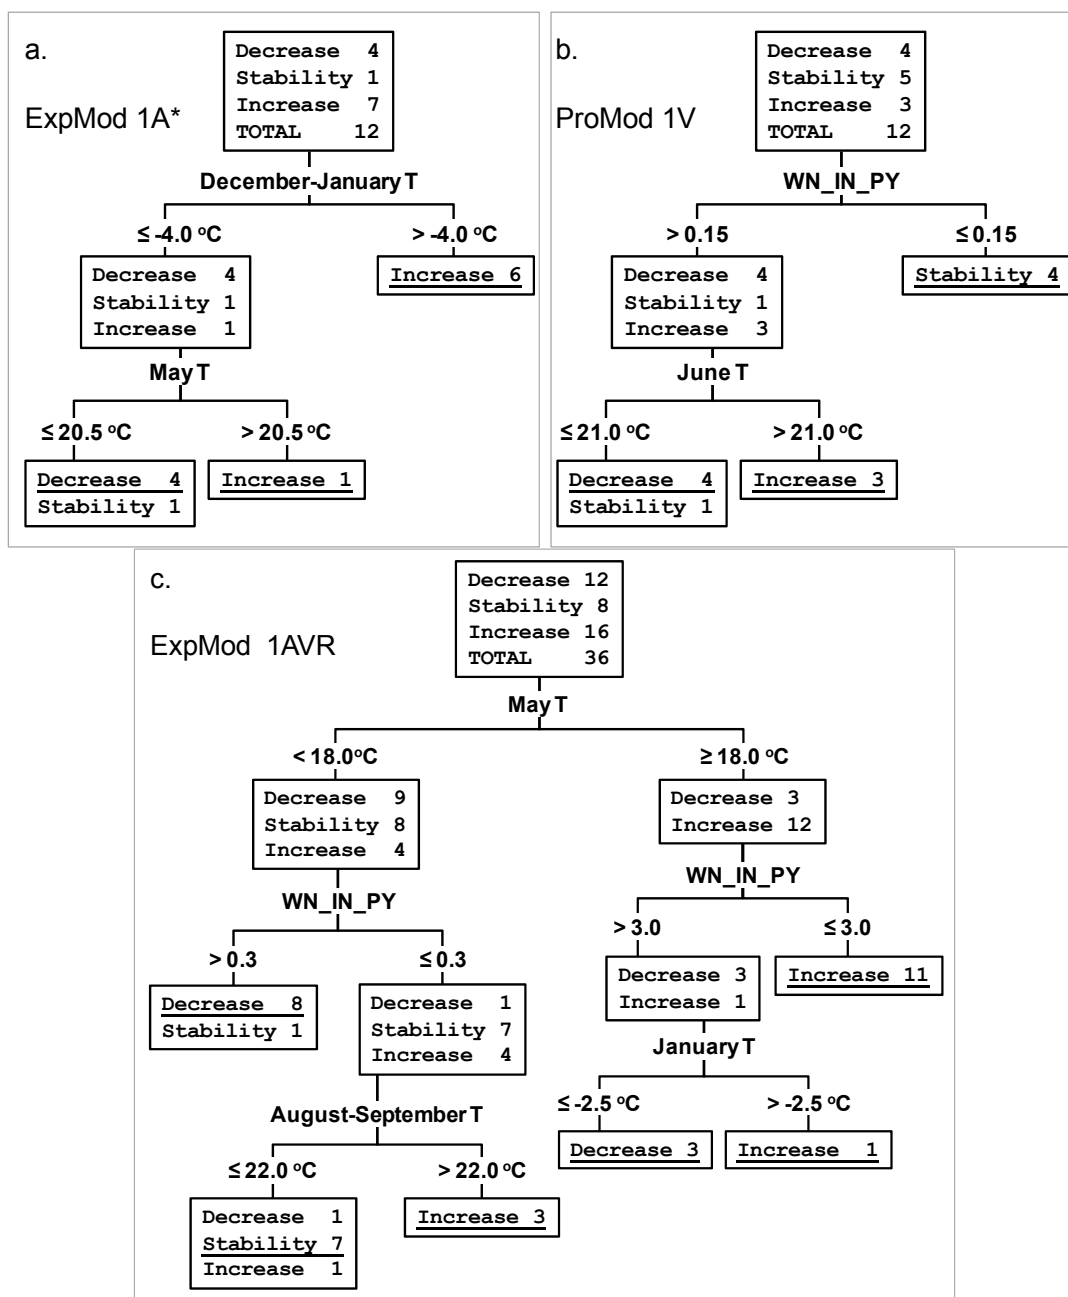 a.
ExpMod 1A*
Decrease 4
Stability 1
Increase 7
TOTAL 12
December-January T
≤ -4.0 °C
> -4.0 °C
Decrease 4
Stability 1
Increase 1
Increase 6
May T
≤ 20.5 °C
> 20.5 °C
Decrease 4
Stability 1
Increase 1
b.
ProMod 1V
Decrease 4
Stability 5
Increase 3
TOTAL 12
WN_IN_PY
> 0.15
≤ 0.15
Decrease 4
Stability 1
Increase 3
Stability 4
June T
≤ 21.0 °C
> 21.0 °C
Decrease 4
Stability 1
Increase 3
c.
ExpMod 1AVR
Decrease 12
Stability 8
Increase 16
TOTAL 36
May T
< 18.0°C
≥ 18.0 °C
Decrease 9
Stability 8
Increase 4
Decrease 3
Increase 12
WN_IN_PY
WN_IN_PY
> 0.3
≤ 0.3
> 3.0
≤ 3.0
Decrease 8
Stability 1
Decrease 1
Stability 7
Increase 4
Decrease 3
Increase 1
Increase 11
January T
≤ -2.5 °C
> -2.5 °C
Decrease 3
Increase 1
August-September T
≤ 22.0 °C
> 22.0 °C
Decrease 1
Stability 7
Increase 1
Increase 3